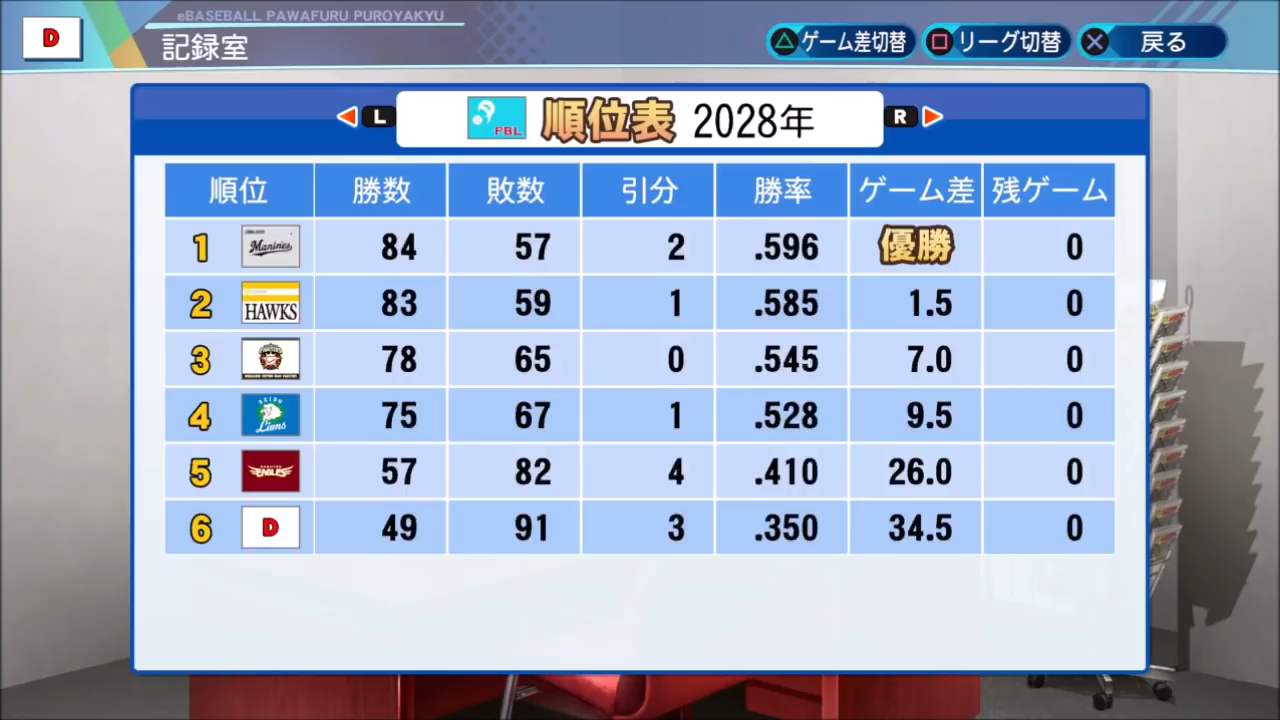 eBASEBALL PAWAFURU PUROYAKYU
D 記録室 ゲーム差切替 リーグ切替 戻る
L PBL 順位表 2028年 R
順位 勝数 敗数 引分 勝率 ゲーム差 残ゲーム
1 Marines 84 57 2 .596 優勝 0
2 HAWKS 83 59 1 .585 1.5 0
3 78 65 0 .545 7.0 0
4 SEIBU Lions 75 67 1 .528 9.5 0
5 EAGLES 57 82 4 .410 26.0 0
6 D 49 91 3 .350 34.5 0